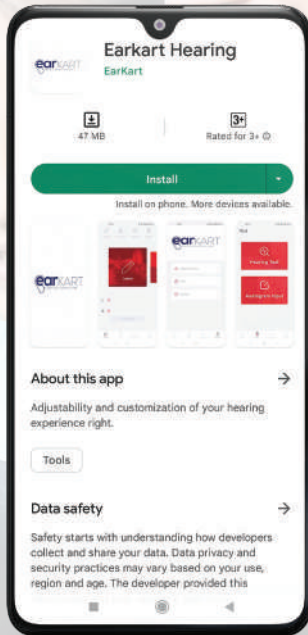 earKART
Earkart Hearing
EarKart
47 MB
3+
Rated for 3+
Install
Install on phone. More devices available.
earKART
earKART
Hearing Test
About this app
Adjustability and customization of your hearing
experience right.
Tools
Data safety
Safety starts with understanding how developers
collect and share your data. Data privacy and
security practices may vary based on your use,
region and age. The developer provided this